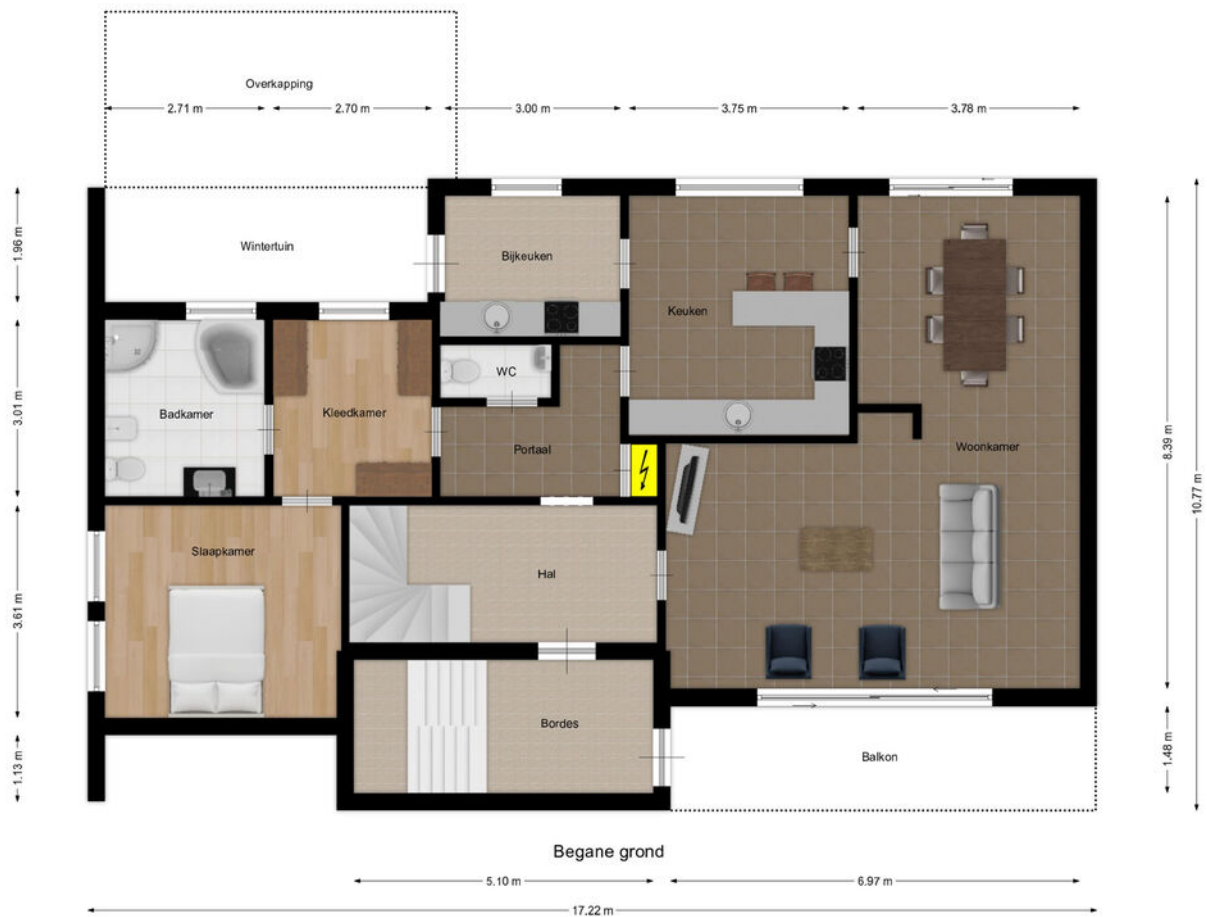 Overkapping
2.71 m
2.70 m
3.00 m
3.75 m
3.78 m
1.96 m
Wintertuin
Bijkeuken
Keuken
WC
Badkamer
Kleedkamer
Portaal
Woonkamer
3.01 m
8.39 m
10.77 m
Slaapkamer
Hal
3.61 m
Bordes
Balkon
1.13 m
1.48 m
Begane grond
5.10 m
6.97 m
17.22 m